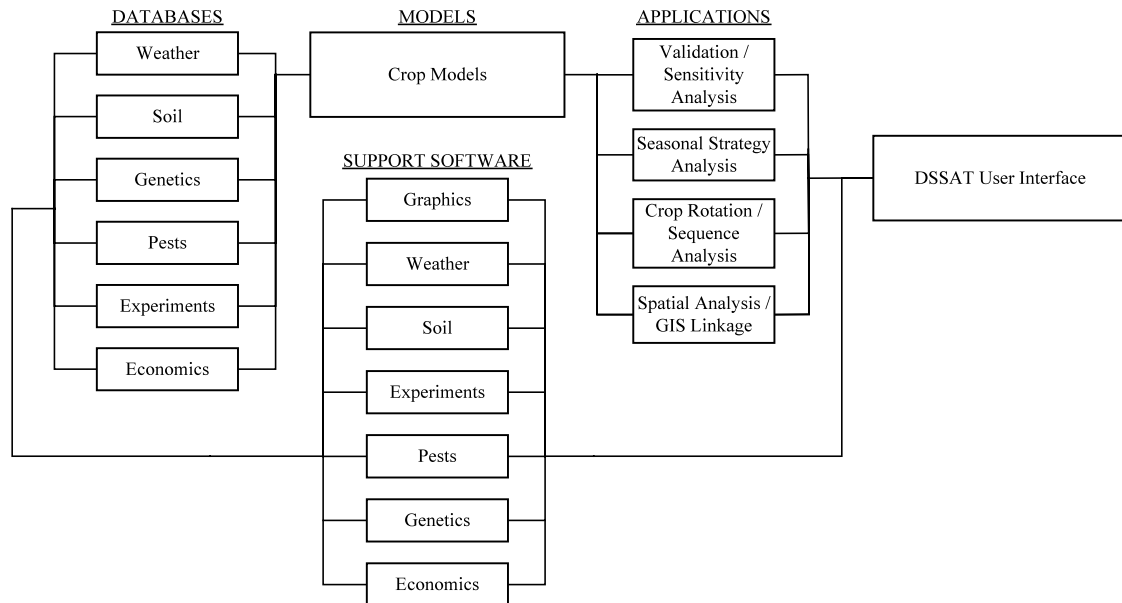 DATABASES
Weather
Soil
Genetics
Pests
Experiments
Economics
MODELS
Crop Models
SUPPORT SOFTWARE
Graphics
Weather
Soil
Experiments
Pests
Genetics
Economics
APPLICATIONS
Validation /
Sensitivity
Analysis
Seasonal Strategy
Analysis
Crop Rotation /
Sequence
Analysis
Spatial Analysis /
GIS Linkage
DSSAT User Interface